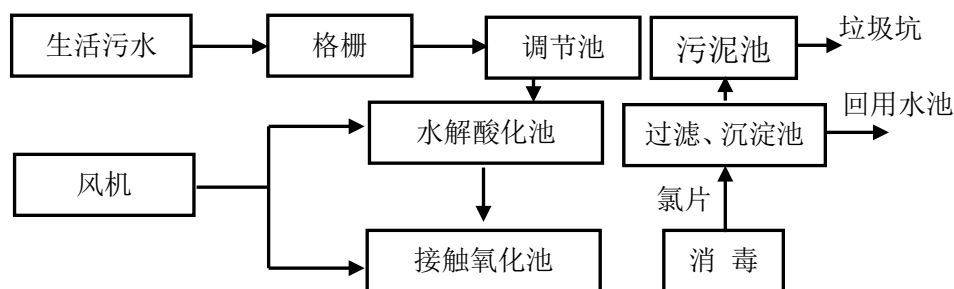 生活污水
格栅
调节池
污泥池
垃圾坑
水解酸化池
过滤、沉淀池
回用水池
风机
氯片
接触氧化池
消 毒